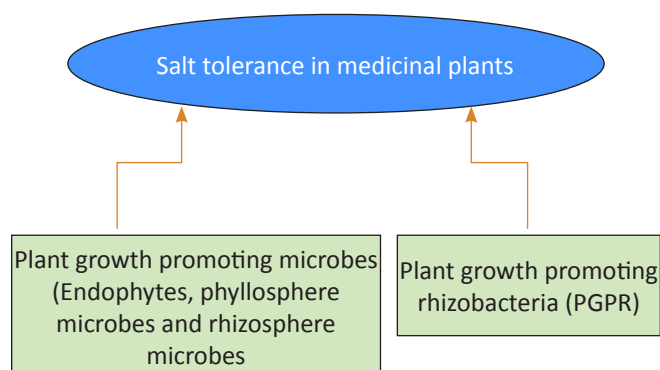 Salt tolerance in medicinal plants
Plant growth promoting microbes
(Endophytes, phyllosphere
microbes and rhizosphere
microbes
Plant growth promoting
rhizobacteria (PGPR)